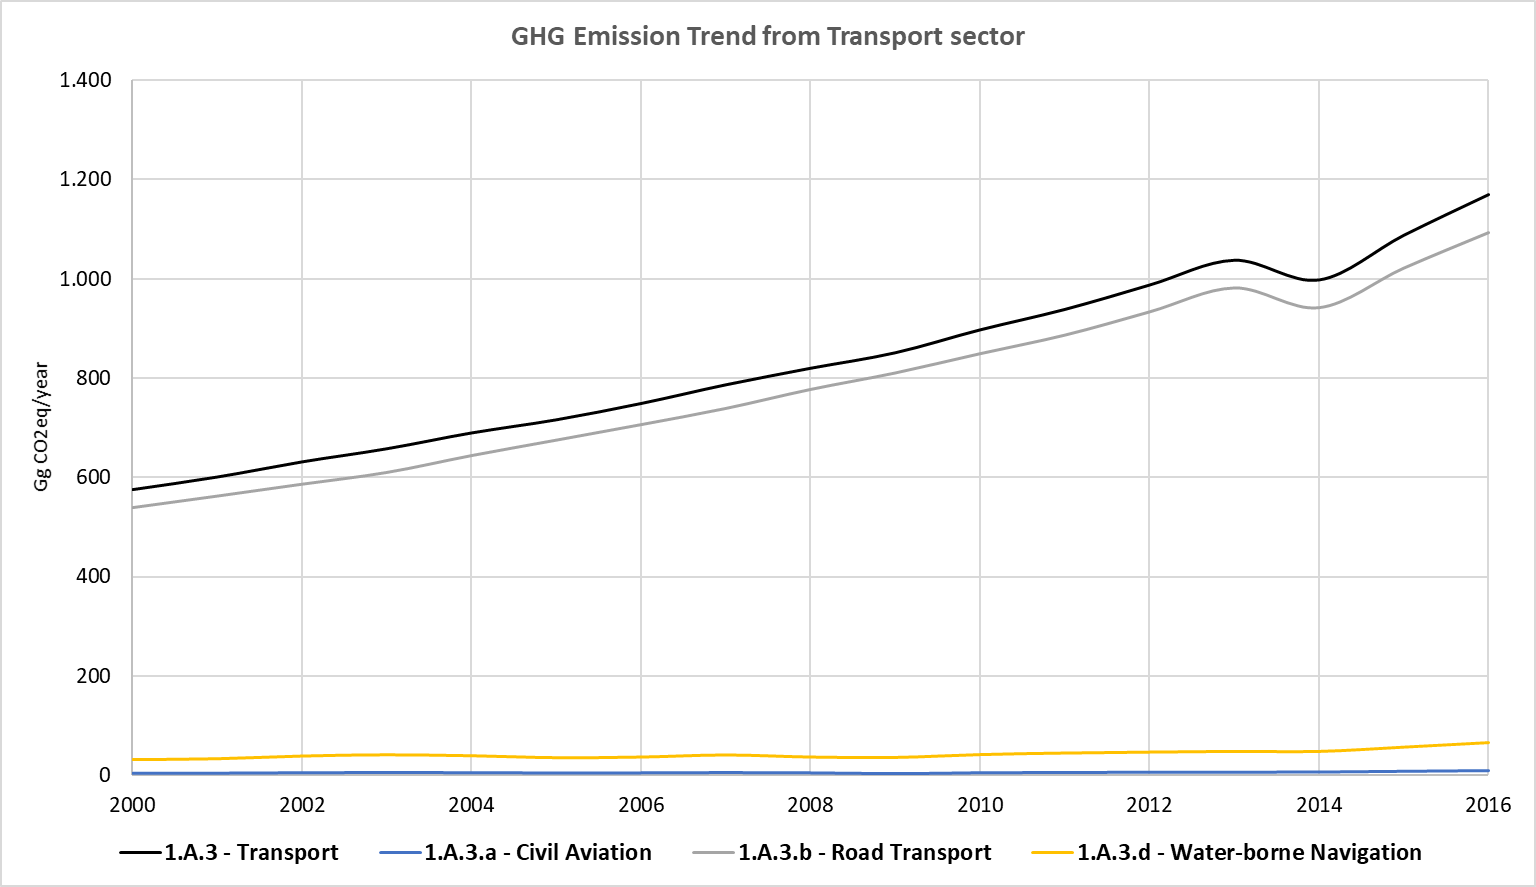 GHG Emission Trend from Transport sector
1.400
1.200
1.000
800
600
400
200
0
Gg CO2eq/year
2000 2002 2004 2006 2008 2010 2012 2014 2016
1.A.3 - Transport 1.A.3.a - Civil Aviation 1.A.3.b - Road Transport 1.A.3.d - Water-borne Navigation